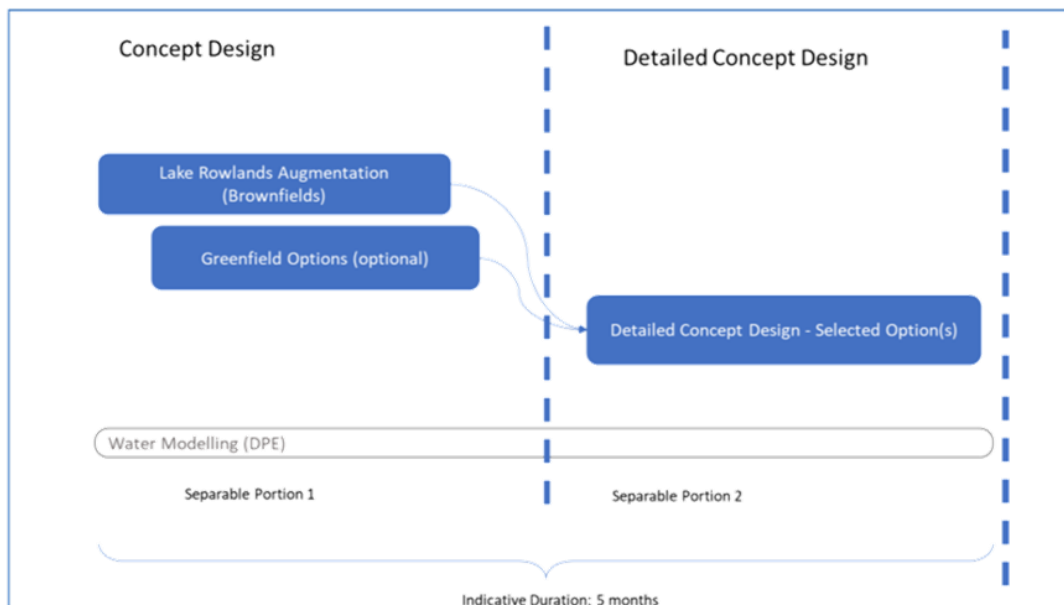 Concept Design
Detailed Concept Design
Lake Rowlands Augmentation
(Brownfields)
Greenfield Options (optional)
Detailed Concept Design - Selected Option(s)
Water Modelling (DPE)
Separable Portion 1
Separable Portion 2
Indicative Duration: 5 months